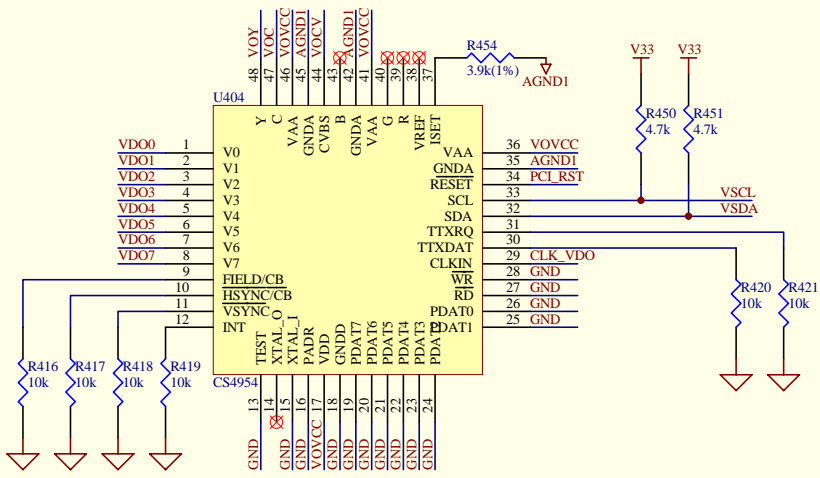 VOY
VOC
VOVCC
AGND1
VOCV
AGND1
VOVCC
48
47
46
45
44
43
42
41
40
39
38
37
R454
3.9k(1%)
AGND1
V33
V33
R450
4.7k
R451
4.7k
U404
Y
C
VAA
GNDA
CVBS
B
GNDA
VAA
G
R
VREF
ISET
VDO0 1 V0
VDO1 2 V1
VDO2 3 V2
VDO3 4 V3
VDO4 5 V4
VDO5 6 V5
VDO6 7 V6
VDO7 8 V7
9 FIELD/CB
10 HSYNC/CB
11 VSYNC
12 INT
VAA 36 VOVCC
GNDA 35 AGND1
RESET 34 PCI_RST
SCL 33 VSCL
SDA 32 VSDA
TTXRQ 31
TTXDAT 30
CLKIN 29 CLK_VDO
WR 28 GND
RD 27 GND
PDAT0 26 GND
PDAT1 25 GND
R420
10k
R421
10k
TEST
XTAL_O
XTAL_I
PADR
VDD
GNDD
PDAT7
PDAT6
PDAT5
PDAT4
PDAT3
PDAT2
R416
10k
R417
10k
R418
10k
R419
10k
CS4954
13
14
15
16
17
18
19
20
21
22
23
24
GND
GND
GND
VOVCC
GND
GND
GND
GND
GND
GND
GND